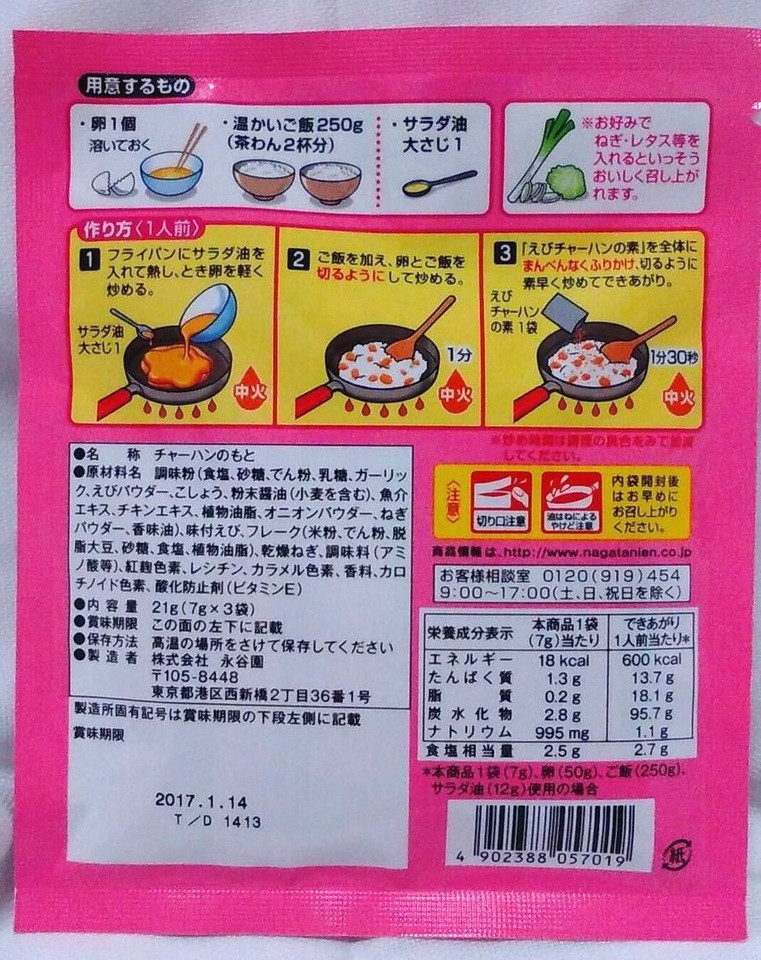 用意するもの
・卵1個
溶いておく
・温かいご飯250g
(茶わん2杯分)
・サラダ油
大さじ1
※お好みで
ねぎ・レタス等を
入れるといっそう
おいしく召し上が
れます。
作り方〈1人前〉
1 フライパンにサラダ油を
入れて熱し、とき卵を軽く
炒める。
サラダ油
大さじ1
中火
2 ご飯を加え、卵とご飯を
切るようにして炒める。
1分
中火
3 「えびチャーハンの素」を全体に
まんべんなくふりかけ、切るように
素早く炒めてできあがり。
えび
チャーハン
の素 1袋
1分30秒
中火
※炒め時間は調理の具合をみて加減
してください。
●名 称 チャーハンのもと
●原材料名 調味粉(食塩、砂糖、でん粉、乳糖、ガーリッ
ク、えびパウダー、こしょう、粉末醤油(小麦を含む)、魚介
エキス、チキンエキス、植物油脂、オニオンパウダー、ねぎ
パウダー、香味油)、味付えび、フレーク(米粉、でん粉、脱
脂大豆、砂糖、食塩、植物油脂)、乾燥ねぎ、調味料(アミ
ノ酸等)、紅麹色素、レシチン、カラメル色素、香料、カロ
チノイド色素、酸化防止剤(ビタミンE)
●内 容 量 21g(7g×3袋)
●賞味期限 この面の左下に記載
●保存方法 高温の場所をさけて保存してください
●製 造 者 株式会社 永谷園
〒105-8448
東京都港区西新橋2丁目36番1号
製造所固有記号は賞味期限の下段左側に記載
賞味期限
2017.1.14
T/D 1413
〈注意〉
切り口注意
油はねによる
やけど注意
内袋開封後
はお早めに
お召し上がり
ください。
商品情報は、http://www.nagatanien.co.jp
お客様相談室 0120(919)454
9:00~17:00(土、日、祝日を除く)
栄養成分表示 本商品1袋(7g)当たり できあがり1人前当たり*
エネルギー 18 kcal 600 kcal
たんぱく質 1.3 g 13.7 g
脂 質 0.2 g 18.1 g
炭水化物 2.8 g 95.7 g
ナトリウム 995 mg 1.1 g
食塩相当量 2.5 g 2.7 g
*本商品1袋(7g)、卵(50g)、ご飯(250g)、
サラダ油(12g)使用の場合
4 902388 057019
紙